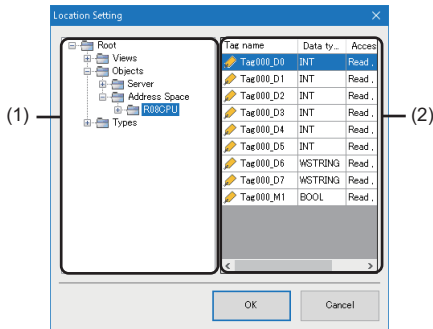 Location Setting
Root
Views
Objects
Server
Address Space
R08CPU
Types
Tag name Data ty... Acces
Tag000_D0 INT Read ,
Tag000_D1 INT Read ,
Tag000_D2 INT Read ,
Tag000_D3 INT Read ,
Tag000_D4 INT Read ,
Tag000_D5 INT Read ,
Tag000_D6 WSTRING Read ,
Tag000_D7 WSTRING Read ,
Tag000_M1 BOOL Read ,
(1)
(2)
OK Cancel